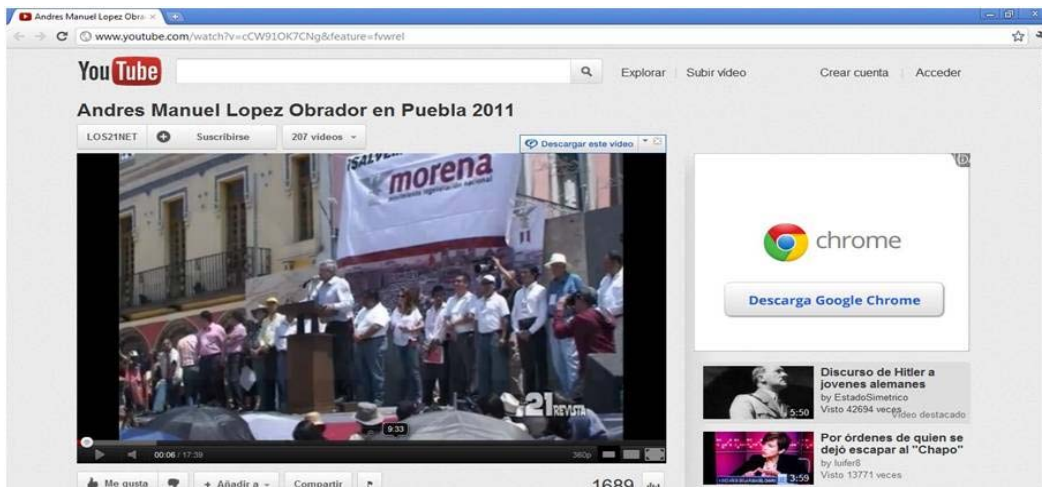 Andres Manuel Lopez Obra
www.youtube.com/watch?v=cCW91OK7CNg&feature=fvwrel
YouTube
Explorar
Subir video
Crear cuenta
Acceder
Andres Manuel Lopez Obrador en Puebla 2011
LOS21NET
Suscribirse
207 videos
Descargar este video
morena
movimiento regeneración nacional
21 REVISTA
9:33
00:06 / 17:39
360p
Me gusta
+ Añadir a
Compartir
1689
chrome
Descarga Google Chrome
5:50
Discurso de Hitler a
jovenes alemanes
by EstadoSimetrico
Visto 42694 veces
Video destacado
3:59
Por órdenes de quien se
dejó escapar al "Chapo"
by luifer8
Visto 13771 veces